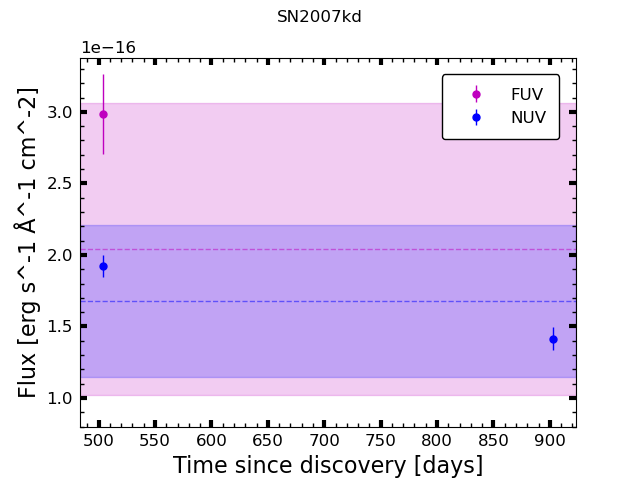 SN2007kd
1e−16
FUV
NUV
3.0
2.5
2.0
1.5
1.0
Flux [erg s^-1 Å^-1 cm^-2]
500 550 600 650 700 750 800 850 900
Time since discovery [days]